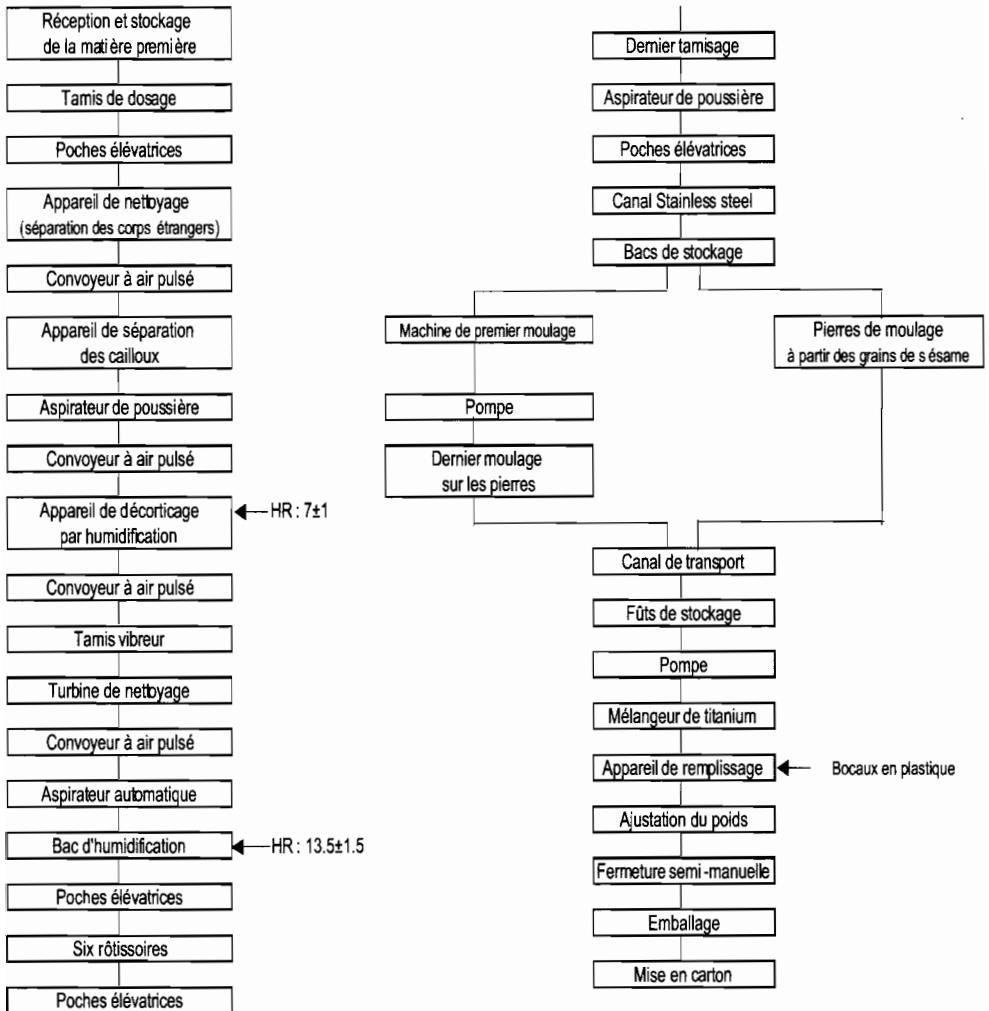 Réception et stockage
de la matière première
Tamis de dosage
Poches élévatrices
Appareil de nettoyage
(séparation des corps étrangers)
Convoyeur à air pulsé
Appareil de séparation
des cailloux
Aspirateur de poussière
Convoyeur à air pulsé
Appareil de décorticage
par humidification
HR : 7±1
Convoyeur à air pulsé
Tamis vibreur
Turbine de nettoyage
Convoyeur à air pulsé
Aspirateur automatique
Bac d'humidification
HR : 13.5±1.5
Poches élévatrices
Six rôtissoires
Poches élévatrices
Dernier tamisage
Aspirateur de poussière
Poches élévatrices
Canal Stainless steel
Bacs de stockage
Machine de premier moulage
Pompe
Dernier moulage
sur les pierres
Pierres de moulage
à partir des grains de sésame
Canal de transport
Fûts de stockage
Pompe
Mélangeur de titanium
Appareil de remplissage
Bocaux en plastique
Ajustation du poids
Fermeture semi-manuelle
Emballage
Mise en carton